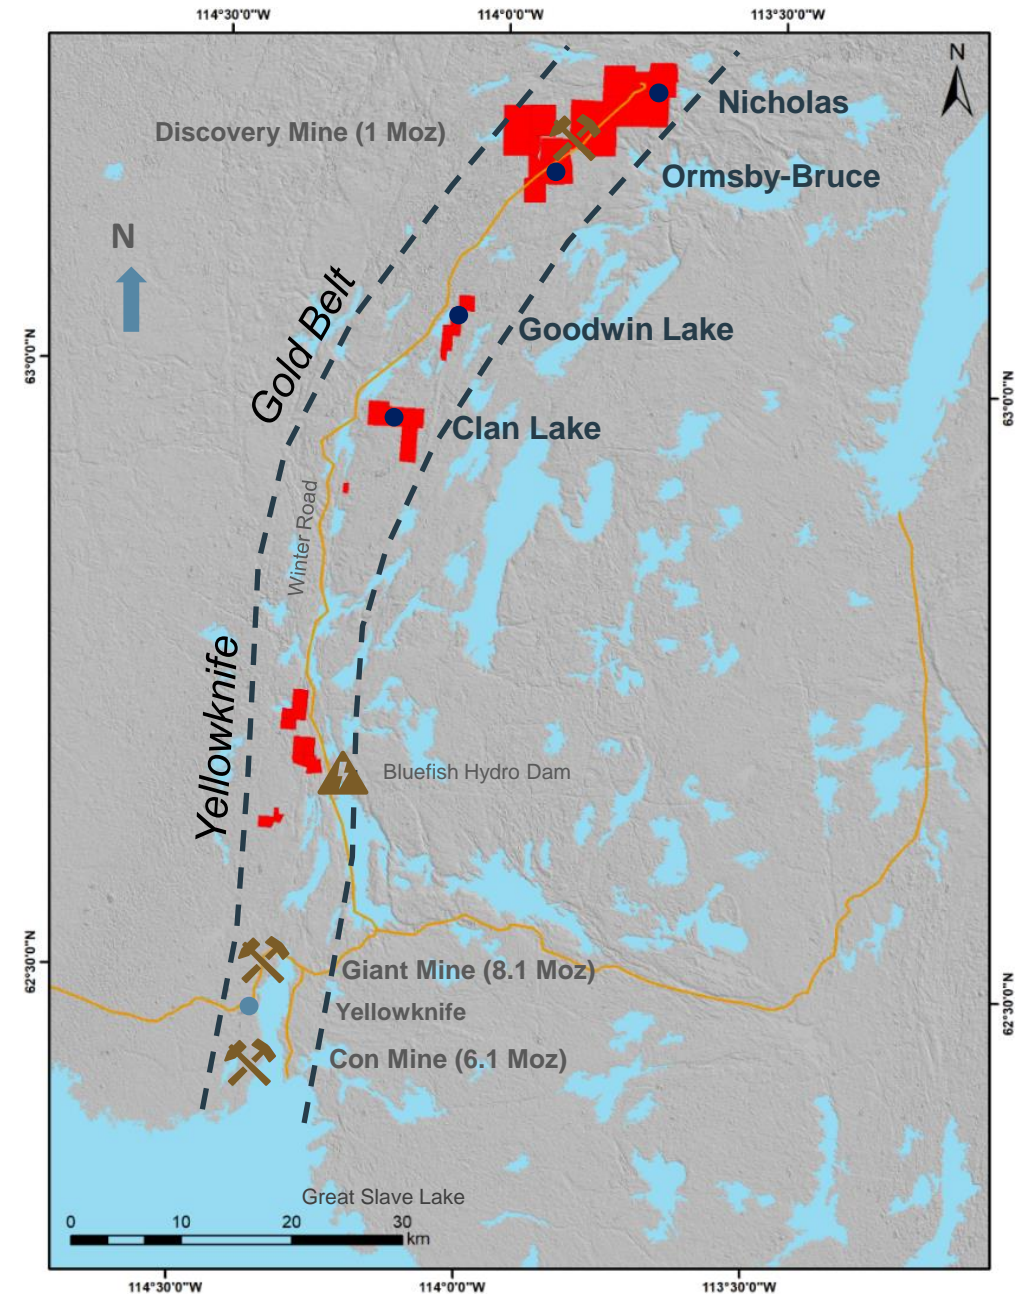 114°30'0"W
114°0'0"W
113°30'0"W
N
Nicholas
Discovery Mine (1 Moz)
Ormsby-Bruce
N
Gold Belt
Goodwin Lake
63°0'0"N
63°0'0"N
Clan Lake
Winter Road
Yellowknife
Bluefish Hydro Dam
62°30'0"N
Giant Mine (8.1 Moz)
62°30'0"N
Yellowknife
Con Mine (6.1 Moz)
Great Slave Lake
0 10 20 30
km
114°30'0"W
114°0'0"W
113°30'0"W